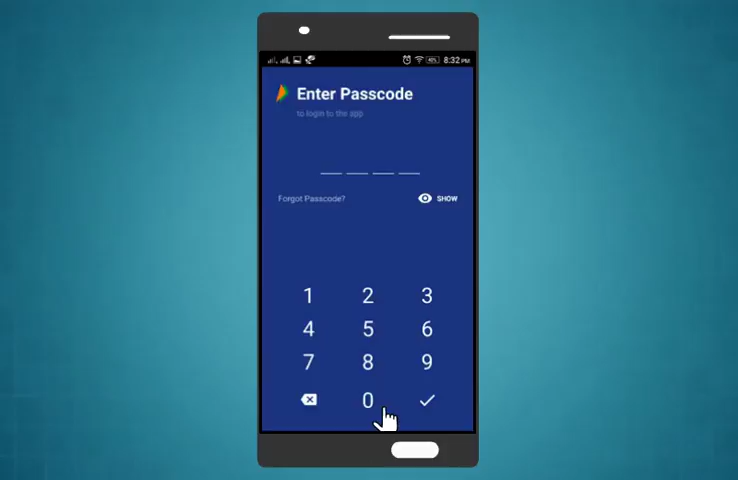 8:32 PM
Enter Passcode
to login to the app
Forgot Passcode?
SHOW
1 2 3
4 5 6
7 8 9
0